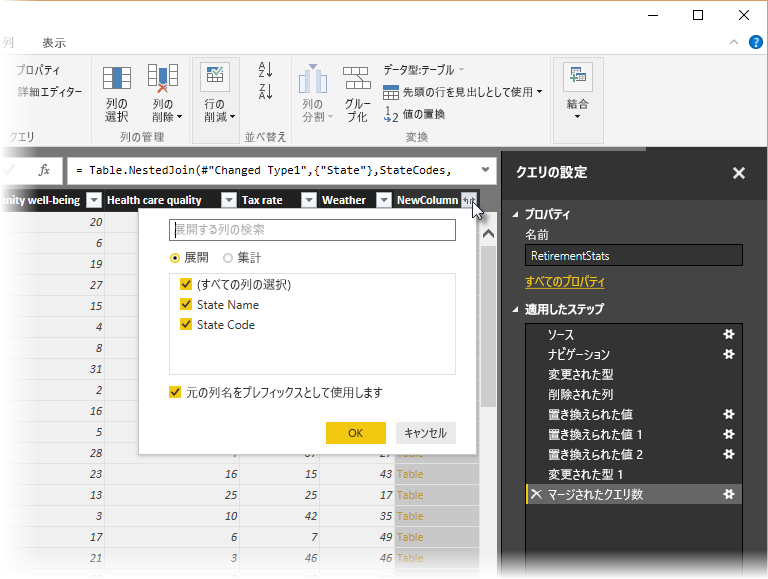 列 表示
プロパティ
詳細エディター
クエリ
列の選択
列の削除
列の管理
行の削減
並べ替え
列の分割
グループ化
データ型:テーブル
先頭の行を見出しとして使用
値の置換
変換
結合
fx = Table.NestedJoin(#"Changed Type1",{"State"},StateCodes,
nity well-being Health care quality Tax rate Weather NewColumn
20
6
19
27
15
4
8
31
2
16
5
28
展開する列の検索
展開 集計
(すべての列の選択)
State Name
State Code
元の列名をプレフィックスとして使用します
OK キャンセル
23 16 15 43 Table
13 25 25 17 Table
3 10 42 35 Table
17 6 7 49 Table
21 3 46 46 Table
クエリの設定
プロパティ
名前
RetirementStats
すべてのプロパティ
適用したステップ
ソース
ナビゲーション
変更された型
削除された列
置き換えられた値
置き換えられた値 1
置き換えられた値 2
変更された型 1
マージされたクエリ数